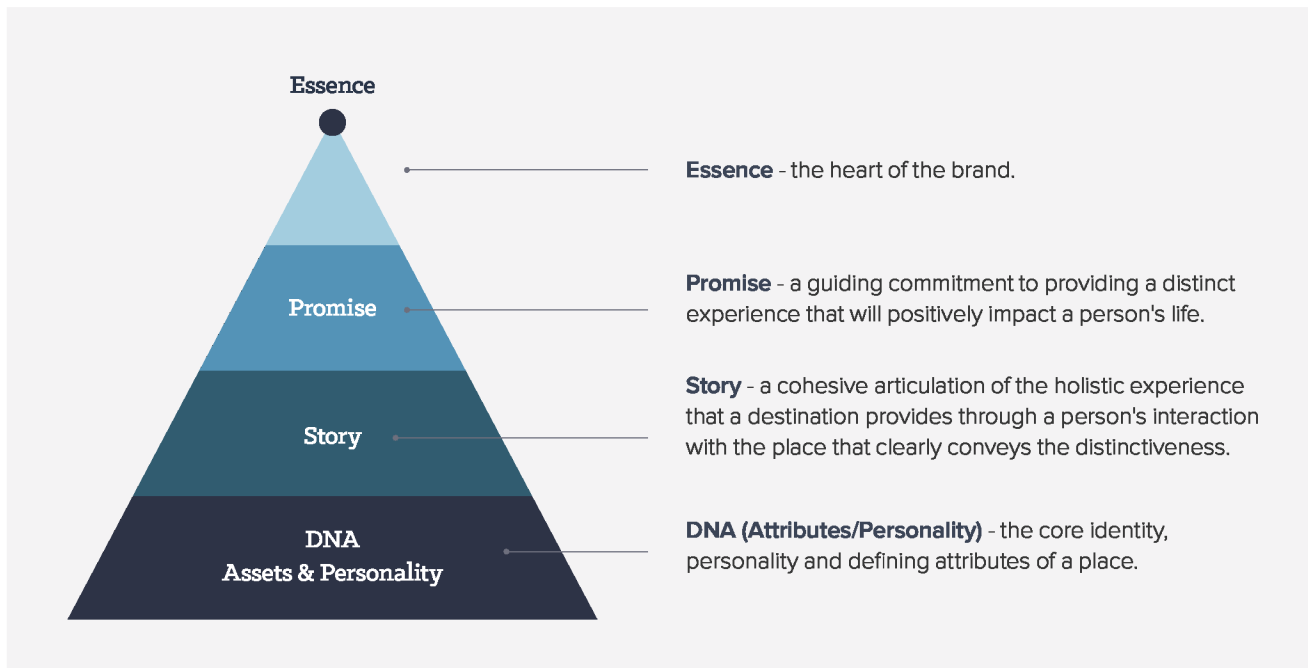 Essence
Essence - the heart of the brand.
Promise
Promise - a guiding commitment to providing a distinct
experience that will positively impact a person's life.
Story
Story - a cohesive articulation of the holistic experience
that a destination provides through a person's interaction
with the place that clearly conveys the distinctiveness.
DNA
Assets & Personality
DNA (Attributes/Personality) - the core identity,
personality and defining attributes of a place.